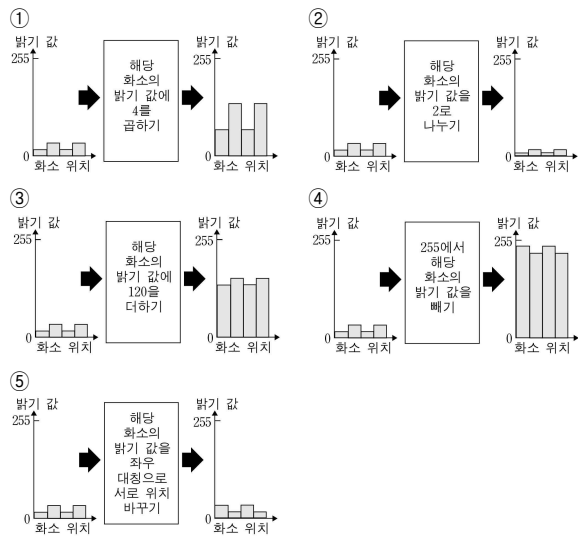 ①
밝기 값
255
0
화소 위치
해당
화소의
밝기 값에
4를
곱하기
밝기 값
255
0
화소 위치
②
밝기 값
255
0
화소 위치
해당
화소의
밝기 값을
2로
나누기
밝기 값
255
0
화소 위치
③
밝기 값
255
0
화소 위치
해당
화소의
밝기 값에
120을
더하기
밝기 값
255
0
화소 위치
④
밝기 값
255
0
화소 위치
255에서
해당
화소의
밝기 값을
빼기
밝기 값
255
0
화소 위치
⑤
밝기 값
255
0
화소 위치
해당
화소의
밝기 값을
좌우
대칭으로
서로 위치
바꾸기
밝기 값
255
0
화소 위치